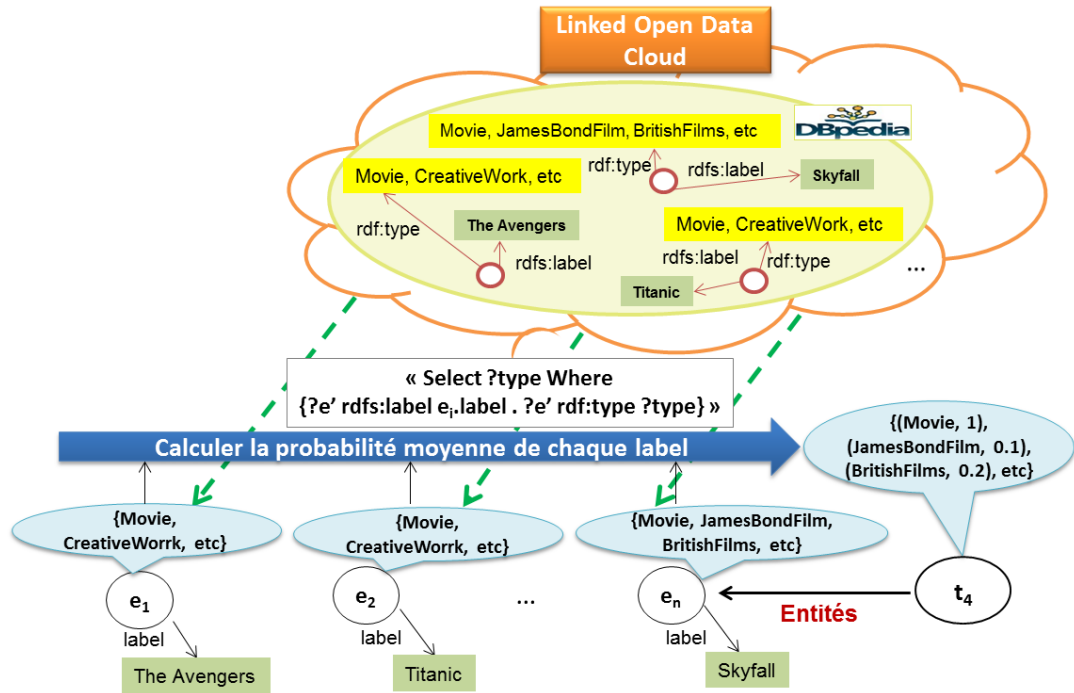 Linked Open Data
Cloud
DBpedia
Movie, JamesBondFilm, BritishFilms, etc
rdf:type
rdfs:label
Skyfall
Movie, CreativeWork, etc
rdf:type
The Avengers
rdfs:label
Movie, CreativeWork, etc
rdfs:label
rdf:type
Titanic
...
« Select ?type Where
{?e’ rdfs:label ei.label . ?e’ rdf:type ?type} »
Calculer la probabilité moyenne de chaque label
{(Movie, 1),
(JamesBondFilm, 0.1),
(BritishFilms, 0.2), etc}
{Movie,
CreativeWorrk, etc}
{Movie,
CreativeWorrk, etc}
{Movie, JamesBondFilm,
BritishFilms, etc}
e1
e2
...
en
t4
Entités
label
label
label
The Avengers
Titanic
Skyfall